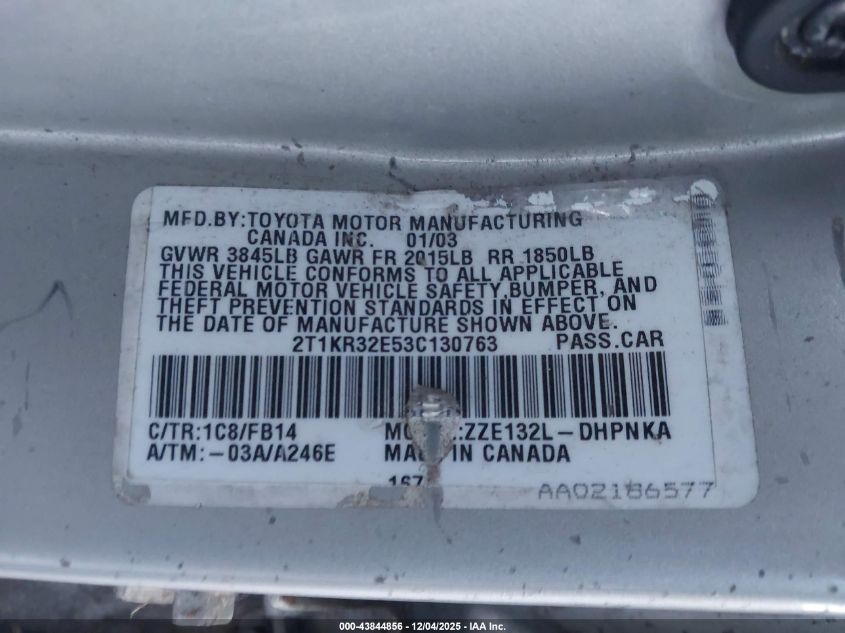 MFD.BY:TOYOTA MOTOR MANUFACTURING
CANADA INC. 01/03
GVWR 3845LB GAWR FR 2015LB RR 1850LB
THIS VEHICLE CONFORMS TO ALL APPLICABLE
FEDERAL MOTOR VEHICLE SAFETY,BUMPER, AND
THEFT PREVENTION STANDARDS IN EFFECT ON
THE DATE OF MANUFACTURE SHOWN ABOVE.
2T1KR32E53C130763 PASS.CAR
C/TR:1C8/FB14 :ZZE132L-DHPNKA
A/TM:-03A/A246E IN CANADA
AA02186577
000-43844856 - 12/04/2025 - IAA Inc.